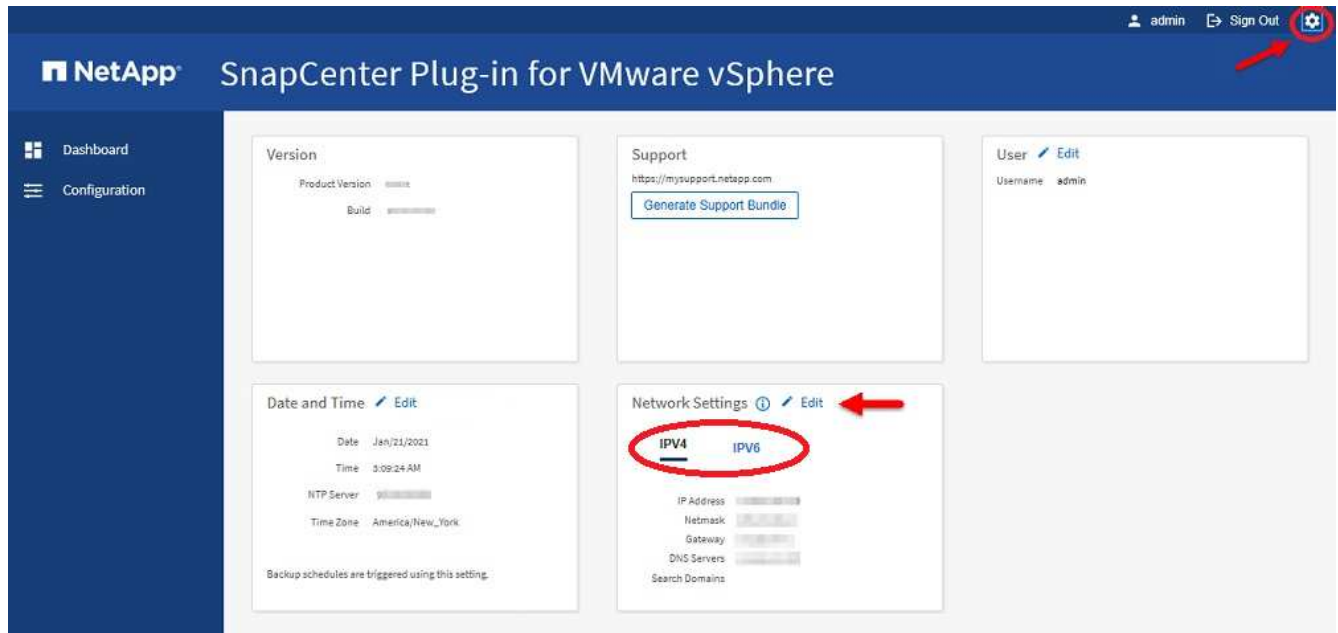 admin Sign Out
NetApp SnapCenter Plug-in for VMware vSphere
Dashboard
Configuration
Version
Product Version
Build
Support
https://mysupport.netapp.com
Generate Support Bundle
User Edit
Username admin
Date and Time Edit
Date Jan/21/2021
Time 3:09:24 AM
NTP Server
Time Zone America/New_York
Backup schedules are triggered using this setting.
Network Settings Edit
IPV4 IPV6
IP Address
Netmask
Gateway
DNS Servers
Search Domains